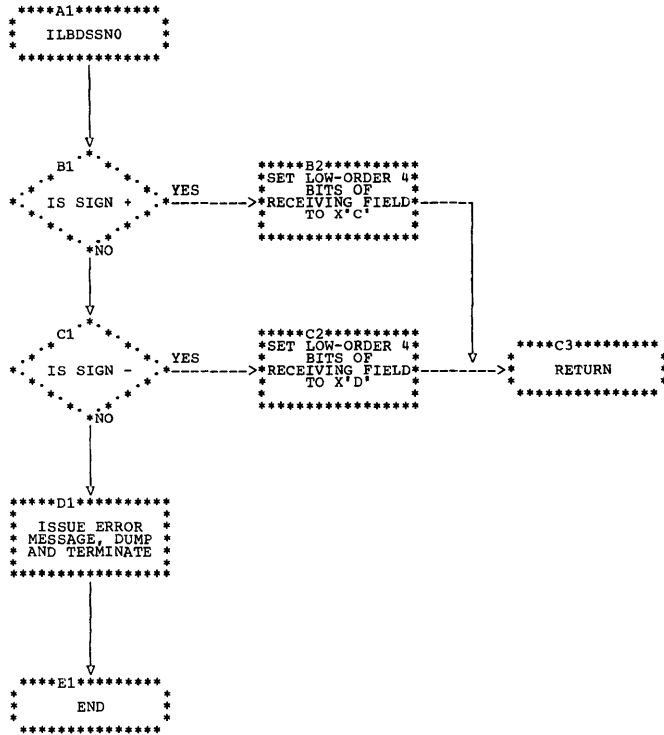 A1
ILBDSSN0
B1
IS SIGN +
YES
NO
B2
SET LOW-ORDER 4
BITS OF
RECEIVING FIELD
TO X'C'
C1
IS SIGN -
YES
NO
C2
SET LOW-ORDER 4
BITS OF
RECEIVING FIELD
TO X'D'
C3
RETURN
D1
ISSUE ERROR
MESSAGE, DUMP
AND TERMINATE
E1
END